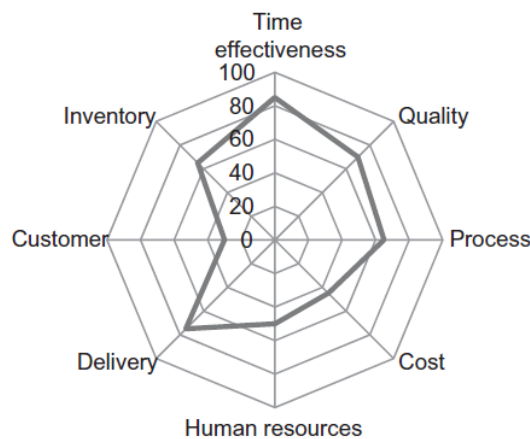 Time
effectiveness
100
Inventory
80
Quality
60
40
20
Customer
0
Process
Delivery
Cost
Human resources